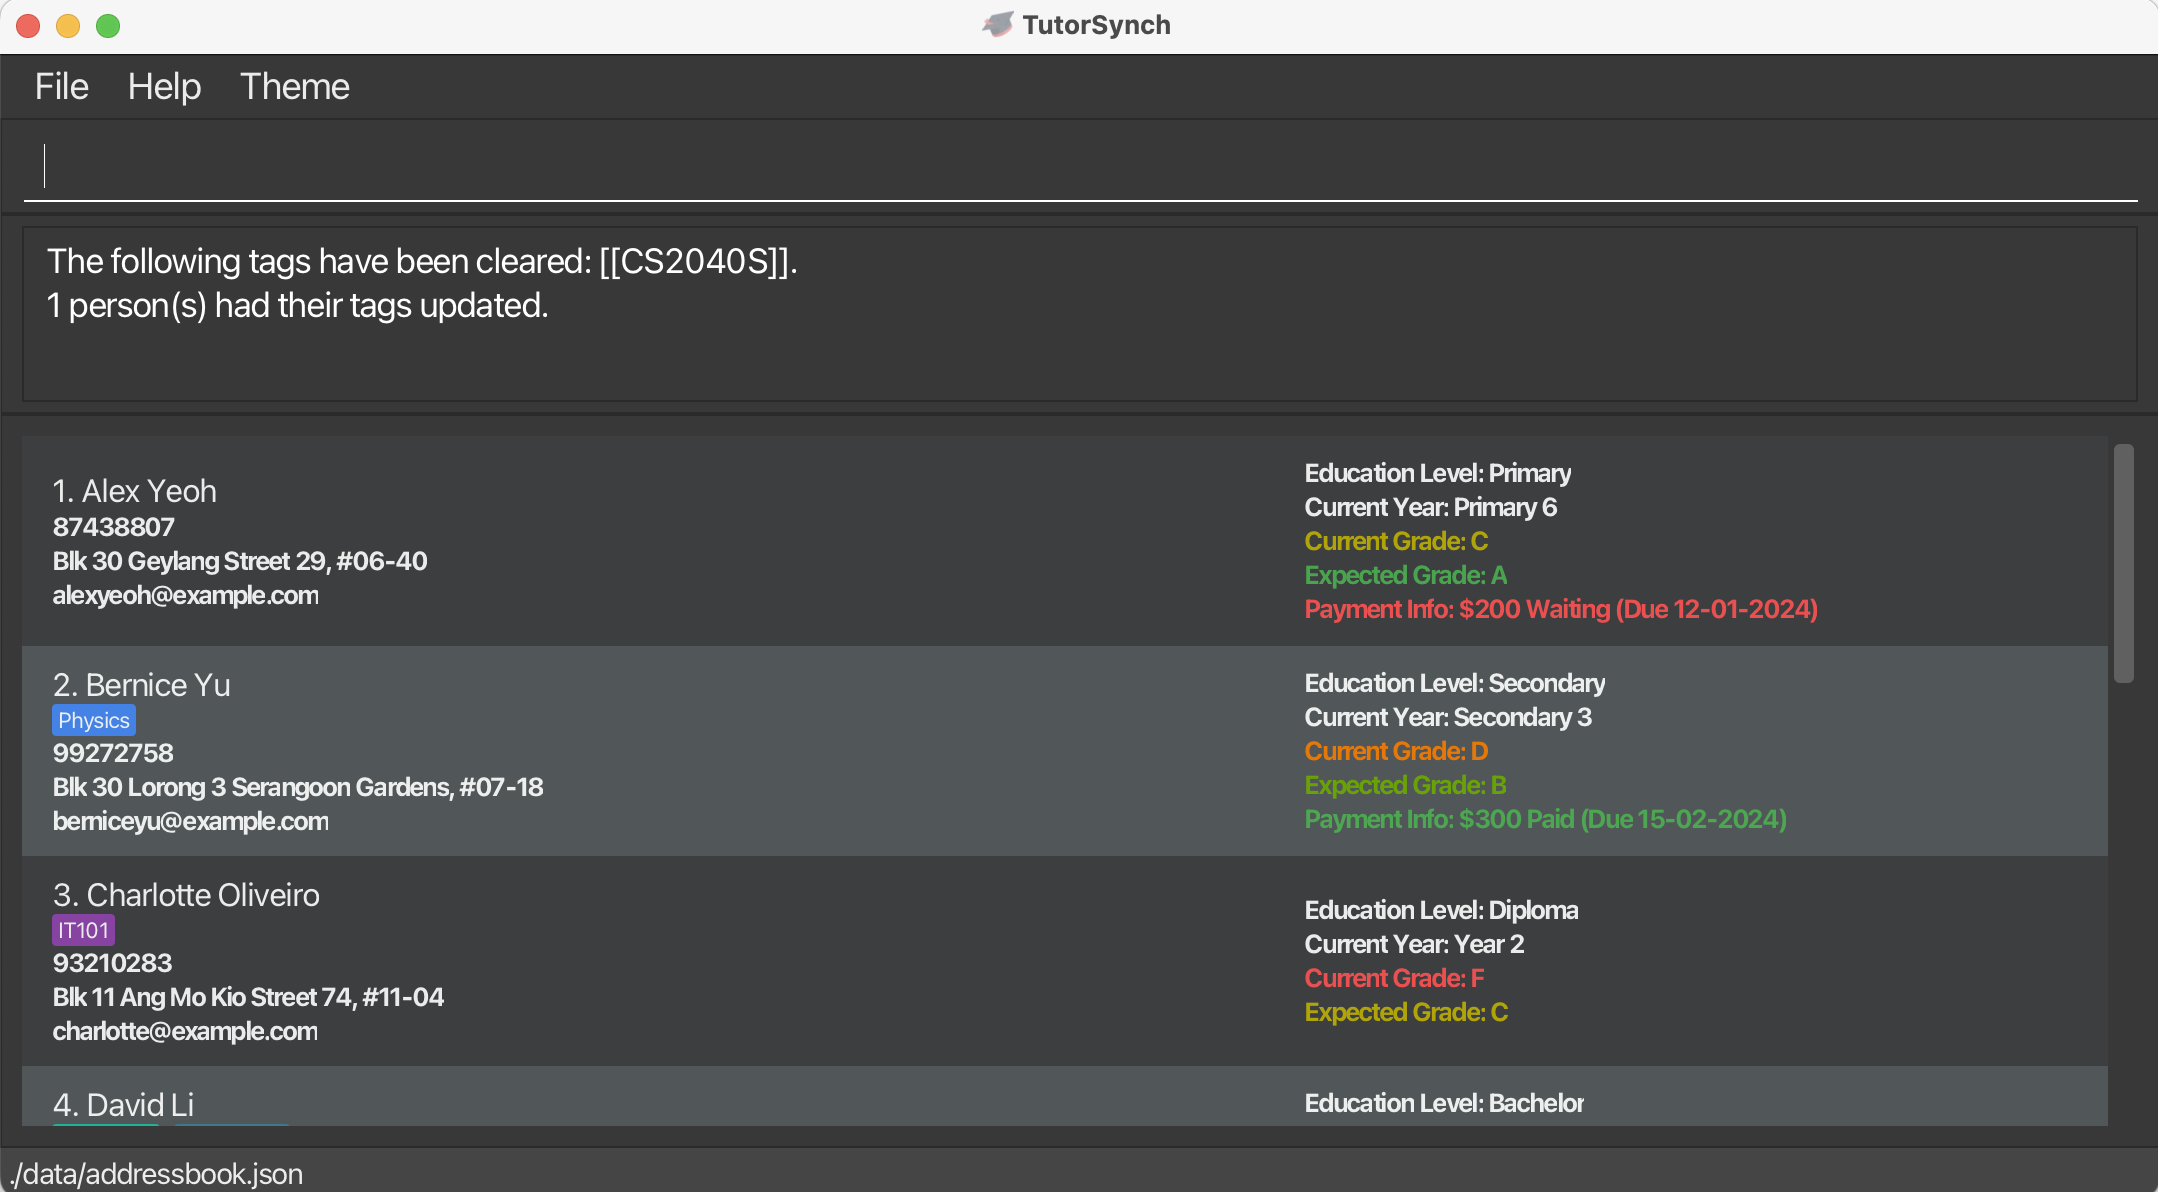 TutorSynch
File Help Theme
The following tags have been cleared: [[CS2040S]].
1 person(s) had their tags updated.
1. Alex Yeoh
87438807
Blk 30 Geylang Street 29, #06-40
alexyeoh@example.com
Education Level: Primary
Current Year: Primary 6
Current Grade: C
Expected Grade: A
Payment Info: $200 Waiting (Due 12-01-2024)
2. Bernice Yu
Physics
99272758
Blk 30 Lorong 3 Serangoon Gardens, #07-18
berniceyu@example.com
Education Level: Secondary
Current Year: Secondary 3
Current Grade: D
Expected Grade: B
Payment Info: $300 Paid (Due 15-02-2024)
3. Charlotte Oliveiro
IT101
93210283
Blk 11 Ang Mo Kio Street 74, #11-04
charlotte@example.com
Education Level: Diploma
Current Year: Year 2
Current Grade: F
Expected Grade: C
4. David Li
Education Level: Bachelor
./data/addressbook.json